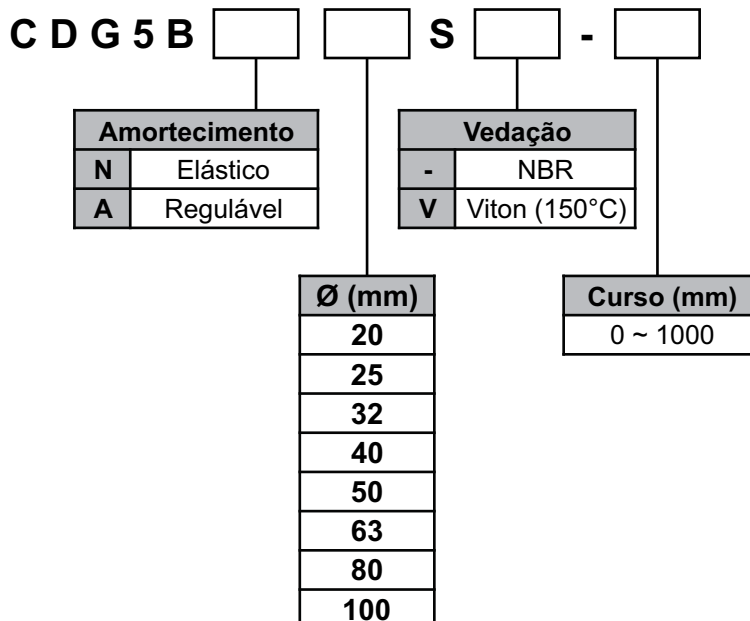 C D G 5 B S -
Amortecimento
N Elástico
A Regulável
Vedação
- NBR
V Viton (150°C)
Ø (mm)
20
25
32
40
50
63
80
100
Curso (mm)
0 ~ 1000